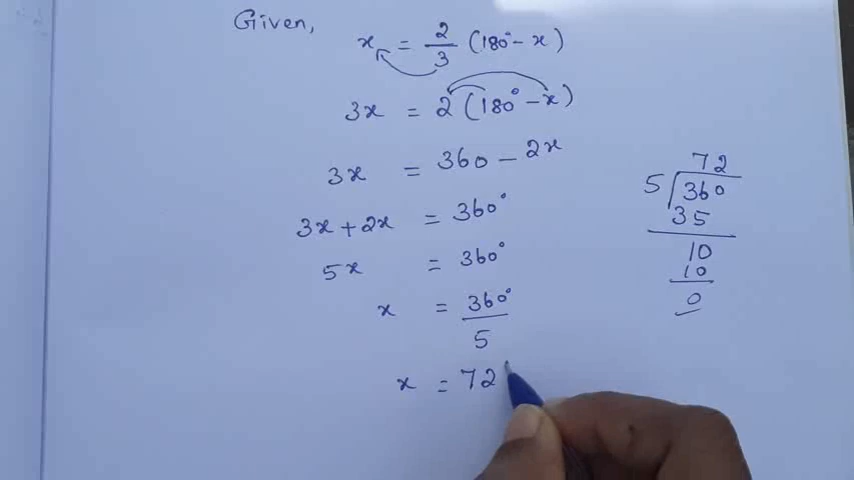 Given,
x = 2/3 (180° - x)
3x = 2 (180° - x)
3x = 360 - 2x
3x + 2x = 360°
5x = 360°
x = 360°/5
x = 72
72
5 360
35
10
10
0